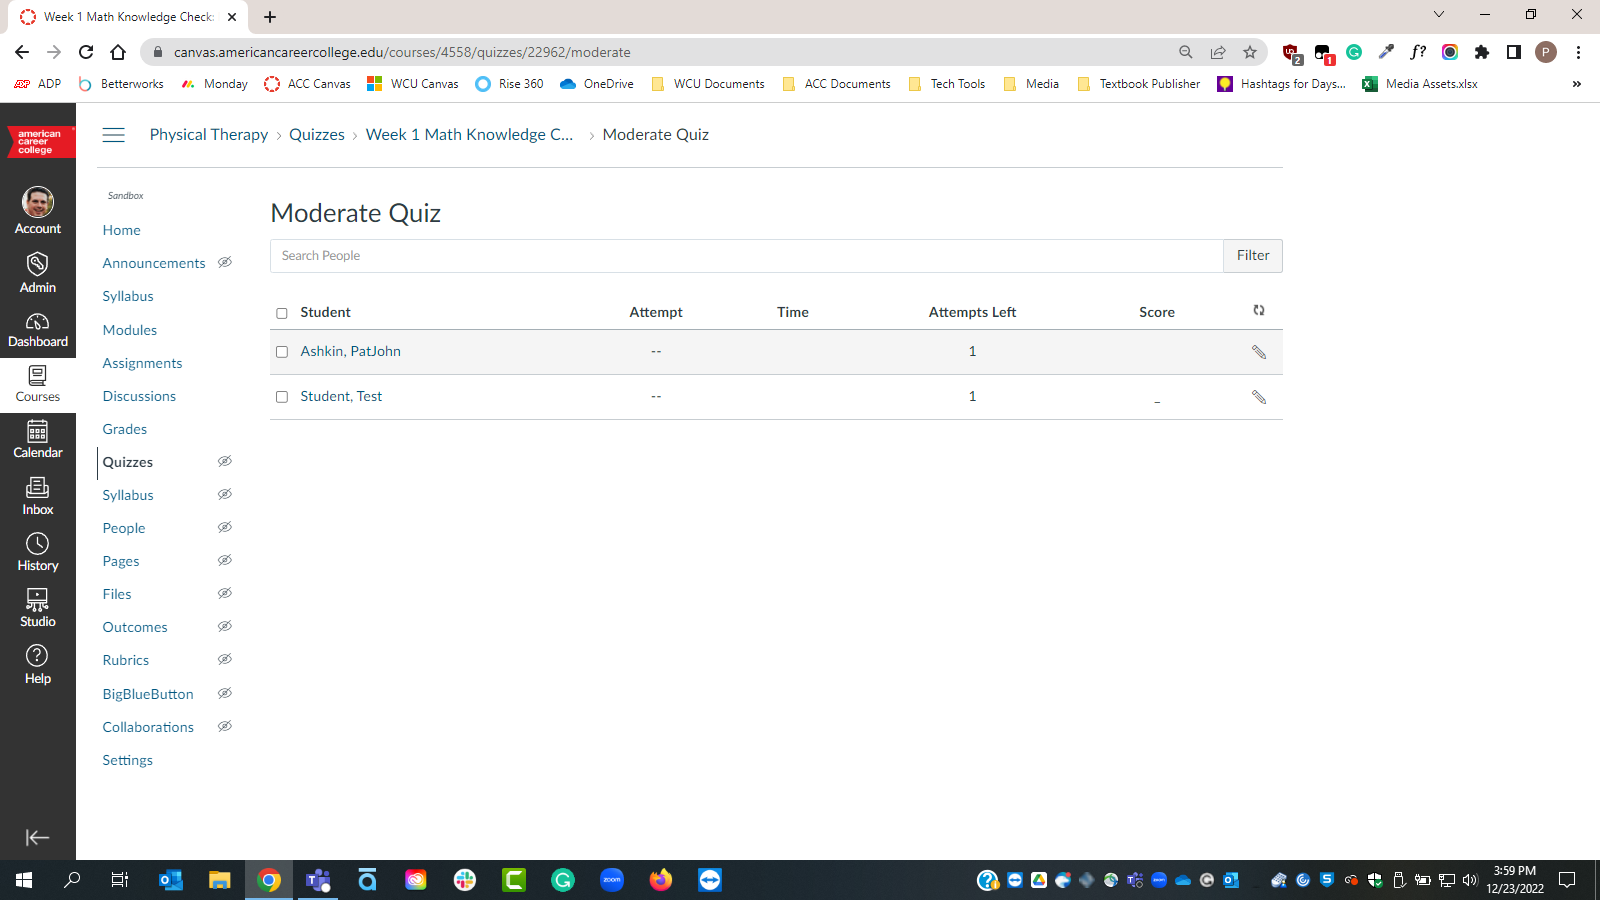 Week 1 Math Knowledge Check:
canvas.americancareercollege.edu/courses/4558/quizzes/22962/moderate
2
1
f?
P
ADP
Betterworks
Monday
ACC Canvas
WCU Canvas
Rise 360
OneDrive
WCU Documents
ACC Documents
Tech Tools
Media
Textbook Publisher
Hashtags for Days...
Media Assets.xlsx
»
american
career
college
Physical Therapy › Quizzes › Week 1 Math Knowledge C... › Moderate Quiz
Account
Admin
Dashboard
Courses
Calendar
Inbox
History
Studio
Help
Sandbox
Home
Announcements
Syllabus
Modules
Assignments
Discussions
Grades
Quizzes
Syllabus
People
Pages
Files
Outcomes
Rubrics
BigBlueButton
Collaborations
Settings
Moderate Quiz
Search People
Filter
Student Attempt Time Attempts Left Score
Ashkin, PatJohn -- 1
Student, Test -- 1 _
zoom
3:59 PM
12/23/2022